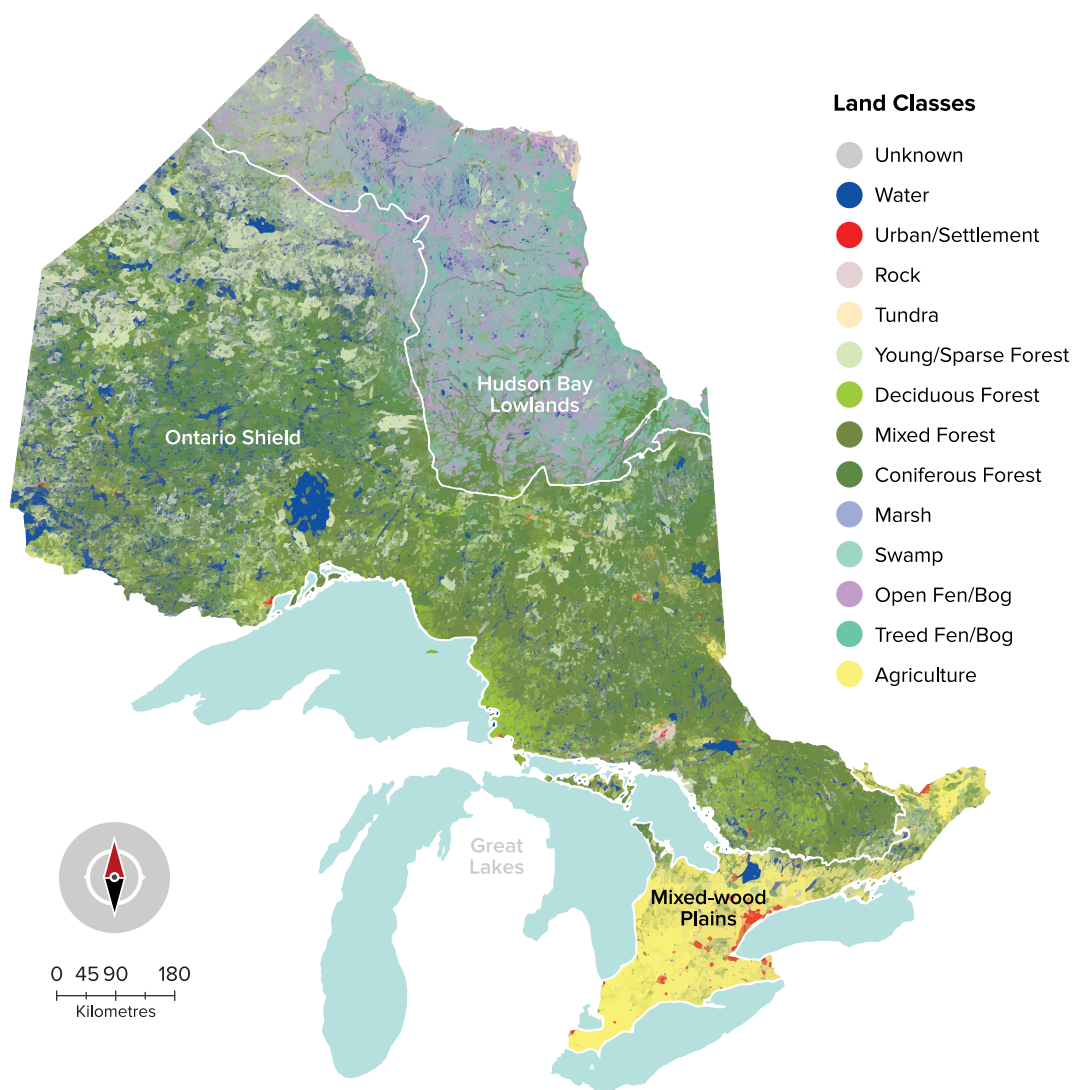 Land Classes
Unknown
Water
Urban/Settlement
Rock
Tundra
Young/Sparse Forest
Deciduous Forest
Mixed Forest
Coniferous Forest
Marsh
Swamp
Open Fen/Bog
Treed Fen/Bog
Agriculture
Hudson Bay
Lowlands
Ontario Shield
Great
Lakes
Mixed-wood
Plains
0 45 90 180
Kilometres